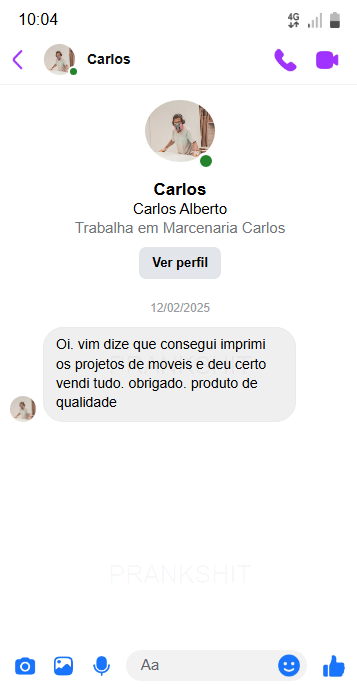 10:04
4G
Carlos
Carlos
Carlos Alberto
Trabalha em Marcenaria Carlos
Ver perfil
12/02/2025
Oi. vim dize que consegui imprimi
os projetos de moveis e deu certo
vendi tudo. obrigado. produto de
qualidade
PRANKSHIT
Aa